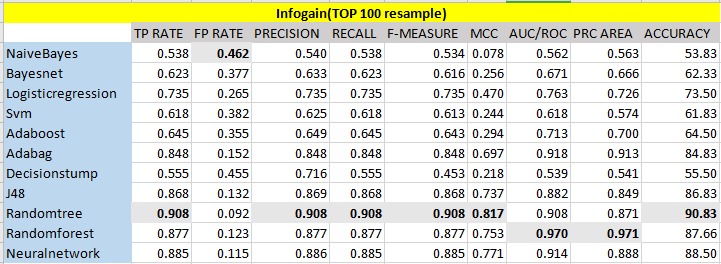 Infogain(TOP 100 resample)
TP RATE FP RATE PRECISION RECALL F-MEASURE MCC AUC/ROC PRC AREA ACCURACY
NaiveBayes 0.538 0.462 0.540 0.538 0.534 0.078 0.562 0.563 53.83
Bayesnet 0.623 0.377 0.633 0.623 0.616 0.256 0.671 0.666 62.33
Logisticregression 0.735 0.265 0.735 0.735 0.735 0.470 0.763 0.726 73.50
Svm 0.618 0.382 0.625 0.618 0.613 0.244 0.618 0.574 61.83
Adaboost 0.645 0.355 0.649 0.645 0.643 0.294 0.713 0.700 64.50
Adabag 0.848 0.152 0.848 0.848 0.848 0.697 0.918 0.913 84.83
Decisionstump 0.555 0.455 0.716 0.555 0.453 0.218 0.539 0.541 55.50
J48 0.868 0.132 0.869 0.868 0.868 0.737 0.882 0.849 86.83
Randomtree 0.908 0.092 0.908 0.908 0.908 0.817 0.908 0.871 90.83
Randomforest 0.877 0.123 0.877 0.877 0.877 0.753 0.970 0.971 87.66
Neuralnetwork 0.885 0.115 0.886 0.885 0.885 0.771 0.914 0.888 88.50